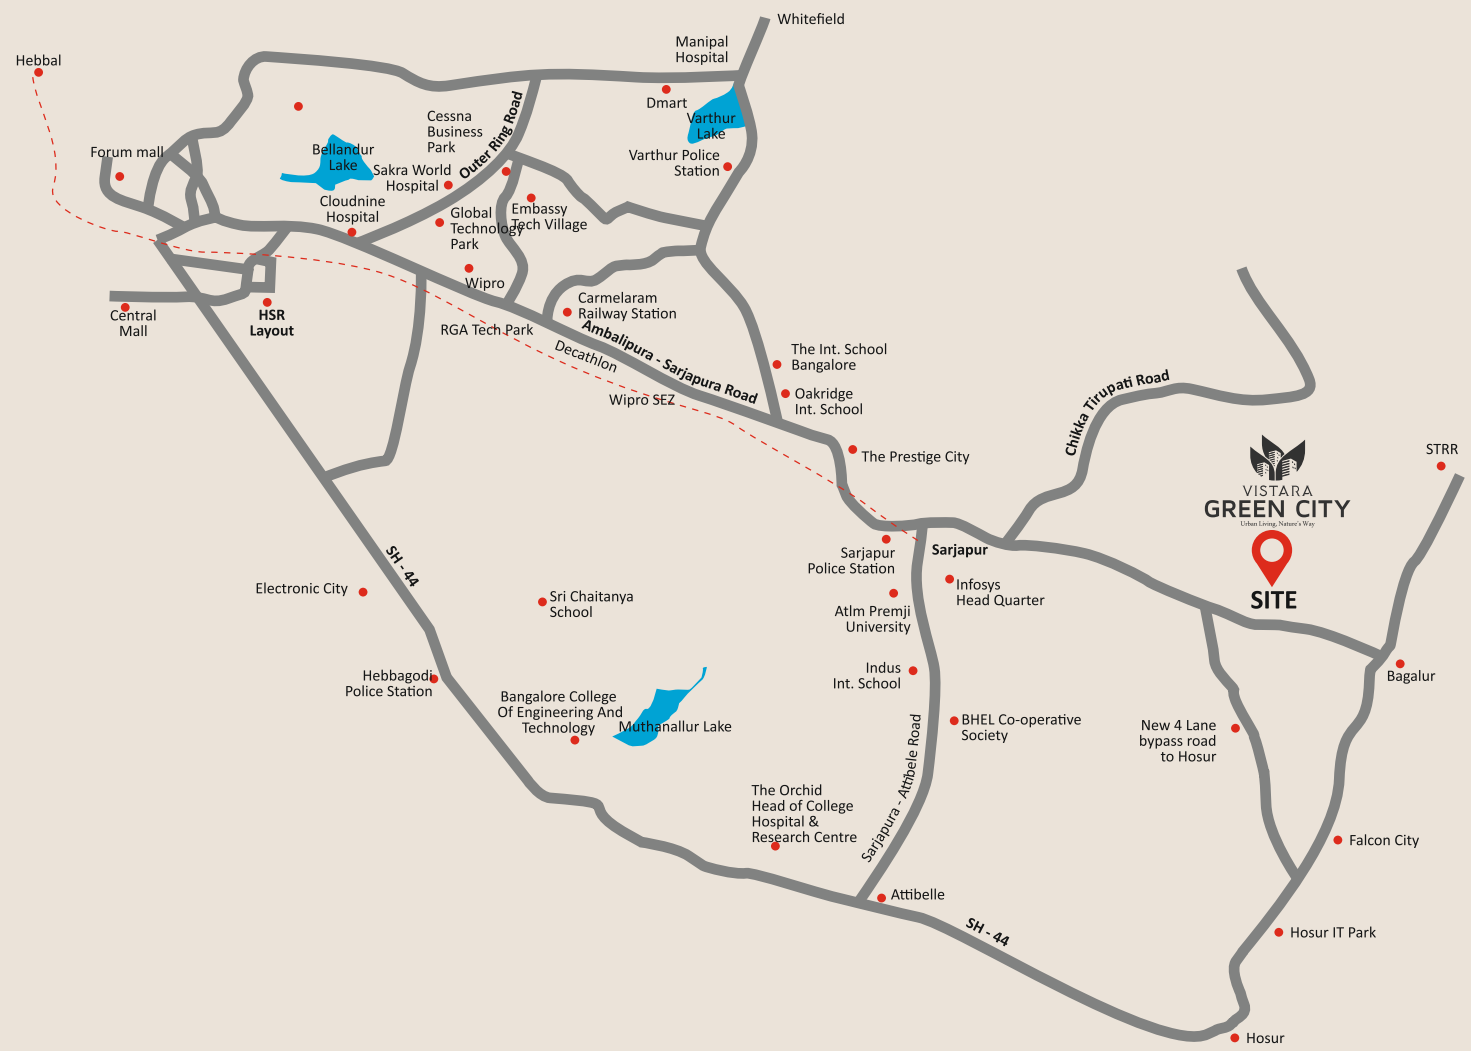 Whitefield
Manipal
Hospital
Hebbal
Dmart
Varthur
Lake
Cessna
Business
Park
Outer Ring Road
Forum mall
Bellandur
Lake
Sakra World
Hospital
Varthur Police
Station
Cloudnine
Hospital
Global
Technology
Park
Embassy
Tech Village
Wipro
Central
Mall
HSR
Layout
Carmelaram
Railway Station
RGA Tech Park
Ambalipura - Sarjapura Road
Decathlon
The Int. School
Bangalore
Wipro SEZ
Oakridge
Int. School
Chikka Tirupati Road
The Prestige City
STRR
VISTARA
GREEN CITY
Urban Living, Nature's Way
SITE
Sarjapur
Sarjapur
Police Station
SH - 44
Electronic City
Sri Chaitanya
School
Infosys
Head Quarter
Atlm Premji
University
Indus
Int. School
Hebbagodi
Police Station
Bagalur
Bangalore College
Of Engineering And
Technology
Muthanallur Lake
BHEL Co-operative
Society
New 4 Lane
bypass road
to Hosur
Sarjapura - Attibele Road
The Orchid
Head of College
Hospital &
Research Centre
Falcon City
Attibelle
SH - 44
Hosur IT Park
Hosur